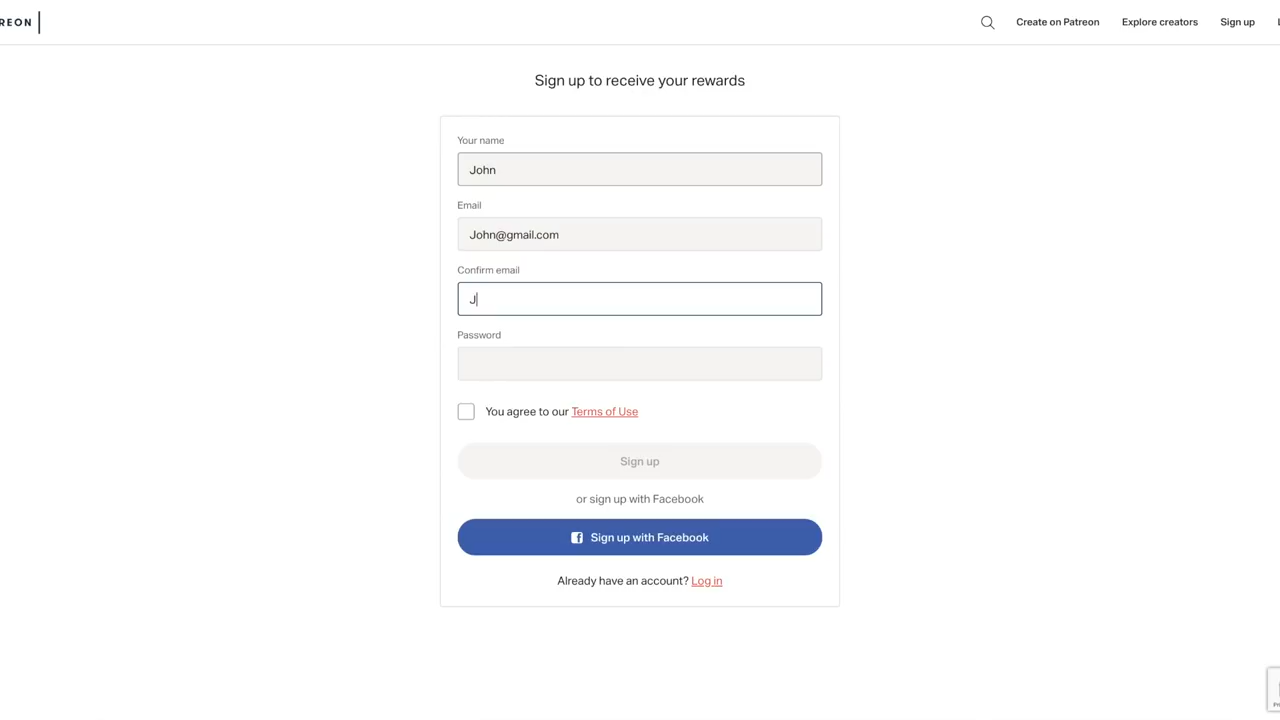 REON
Create on Patreon
Explore creators
Sign up
Sign up to receive your rewards
Your name
John
Email
John@gmail.com
Confirm email
J
Password
You agree to our Terms of Use
Sign up
or sign up with Facebook
Sign up with Facebook
Already have an account? Log in